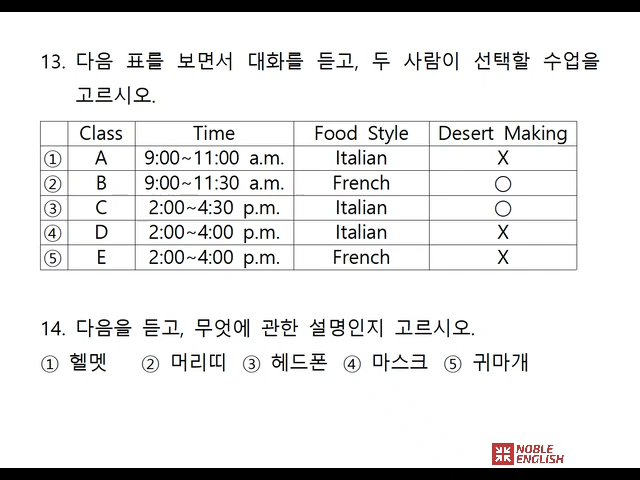 13. 다음 표를 보면서 대화를 듣고, 두 사람이 선택할 수업을
고르시오.
Class Time Food Style Desert Making
① A 9:00~11:00 a.m. Italian X
② B 9:00~11:30 a.m. French ○
③ C 2:00~4:30 p.m. Italian ○
④ D 2:00~4:00 p.m. Italian X
⑤ E 2:00~4:00 p.m. French X
14. 다음을 듣고, 무엇에 관한 설명인지 고르시오.
① 헬멧 ② 머리띠 ③ 헤드폰 ④ 마스크 ⑤ 귀마개
NOBLE
ENGLISH